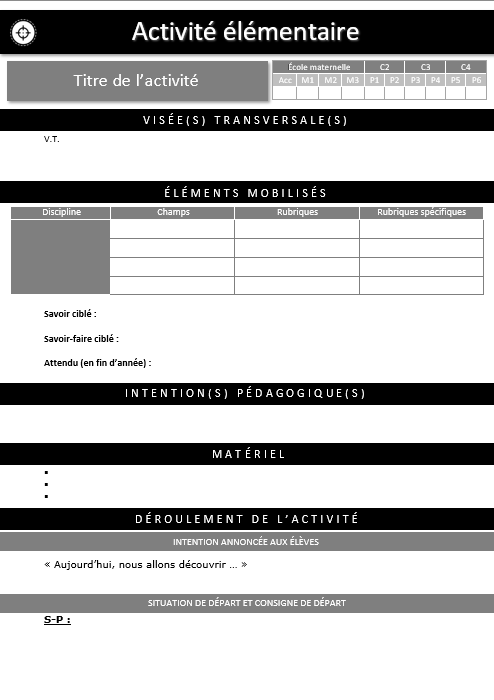 Activité élémentaire
Titre de l’activité
École maternelle C2 C3 C4
Acc M1 M2 M3 P1 P2 P3 P4 P5 P6
VISÉE(S) TRANSVERSALE(S)
V.T.
ÉLÉMENTS MOBILISÉS
Discipline Champs Rubriques Rubriques spécifiques
Savoir ciblé :
Savoir-faire ciblé :
Attendu (en fin d’année) :
INTENTION(S) PÉDAGOGIQUE(S)
MATÉRIEL
DÉROULEMENT DE L’ACTIVITÉ
INTENTION ANNONCÉE AUX ÉLÈVES
« Aujourd’hui, nous allons découvrir … »
SITUATION DE DÉPART ET CONSIGNE DE DÉPART
S-P :